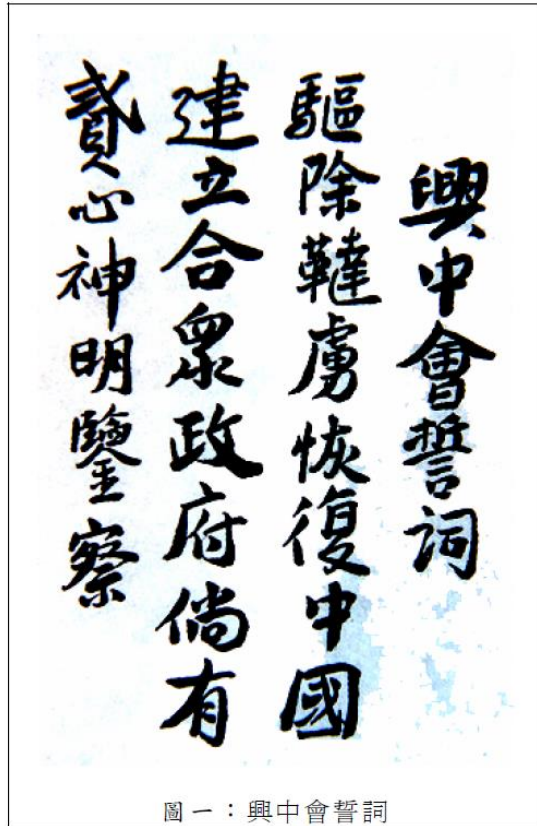 興中會誓詞
驅除韃虜恢復中國
建立合眾政府倘有
貳心神明鑒察
圖一：興中會誓詞